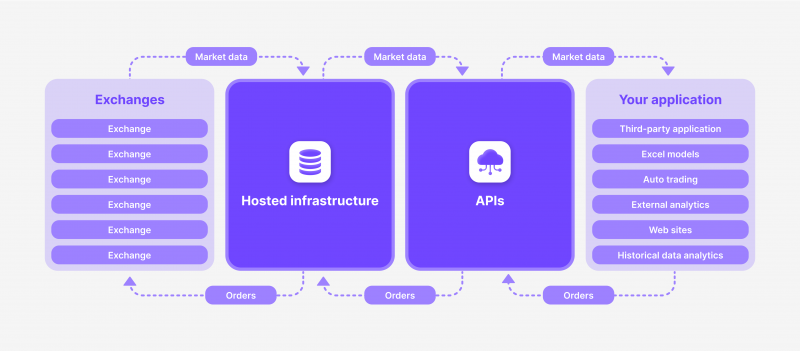 Market data
Market data
Market data
Exchanges
Exchange
Exchange
Exchange
Exchange
Exchange
Exchange
Hosted infrastructure
APIs
Your application
Third-party application
Excel models
Auto trading
External analytics
Web sites
Historical data analytics
Orders
Orders
Orders